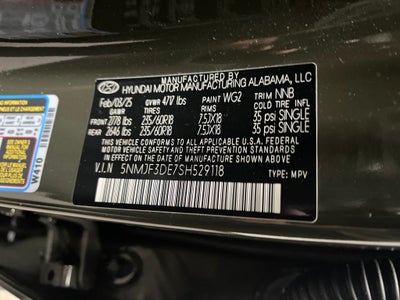 MANUFACTURED BY
HYUNDAI MOTOR MANUFACTURING ALABAMA, LLC
Feb/03/25 GVWR 4717 lbs PAINT WG2 TRIM NNB
GAWR TIRES RIMS COLD TIRE INFL
FRONT 2778 lbs 235/60R18 7.5JX18 35 psi SINGLE
REAR 2646 lbs 235/60R18 7.5JX18 35 psi SINGLE
THIS VEHICLE CONFORMS TO ALL APPLICABLE U.S. FEDERAL
MOTOR VEHICLE SAFETY, BUMPER, AND THEFT PREVENTION
STANDARDS IN EFFECT ON THE DATE OF MANUFACTURE SHOWN ABOVE.
V.I.N 5NMJF3DE7SH529118
TYPE: MPV
W410